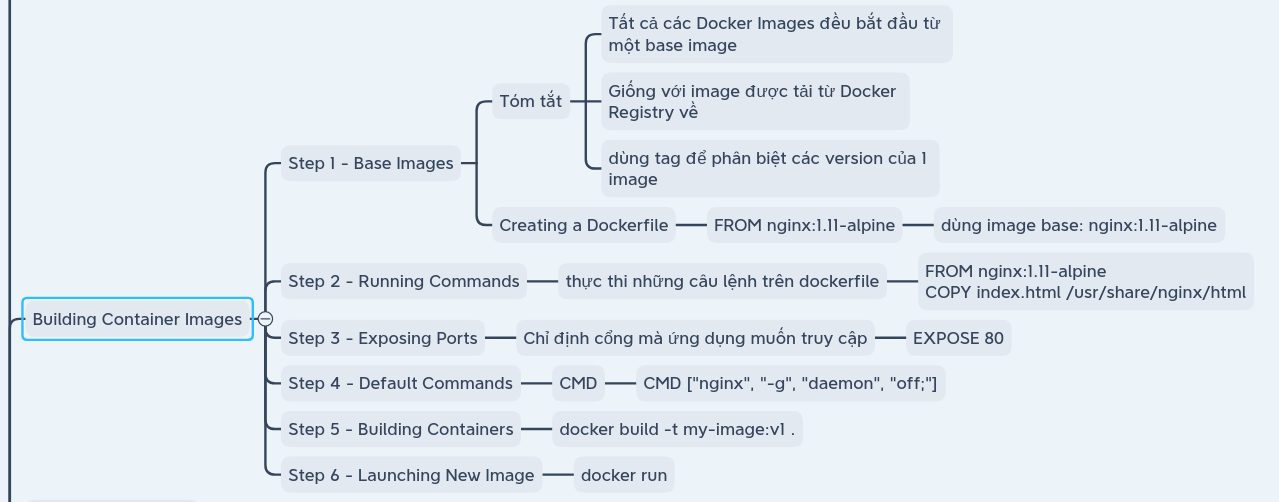 Building Container Images
Step 1 - Base Images
Tóm tắt
Tất cả các Docker Images đều bắt đầu từ
một base image
Giống với image được tải từ Docker
Registry về
dùng tag để phân biệt các version của 1
image
Creating a Dockerfile
FROM nginx:1.11-alpine
dùng image base: nginx:1.11-alpine
Step 2 - Running Commands
thực thi những câu lệnh trên dockerfile
FROM nginx:1.11-alpine
COPY index.html /usr/share/nginx/html
Step 3 - Exposing Ports
Chỉ định cổng mà ứng dụng muốn truy cập
EXPOSE 80
Step 4 - Default Commands
CMD
CMD ["nginx", "-g", "daemon", "off;"]
Step 5 - Building Containers
docker build -t my-image:v1 .
Step 6 - Launching New Image
docker run